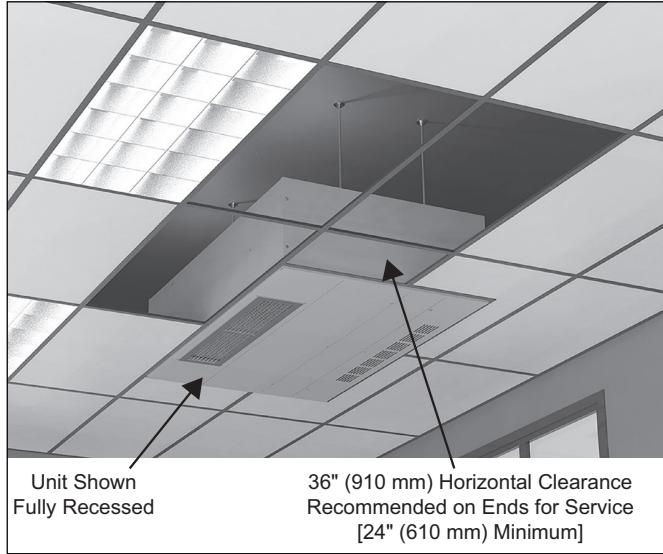 Unit Shown
Fully Recessed
36" (910 mm) Horizontal Clearance
Recommended on Ends for Service
[24" (610 mm) Minimum]